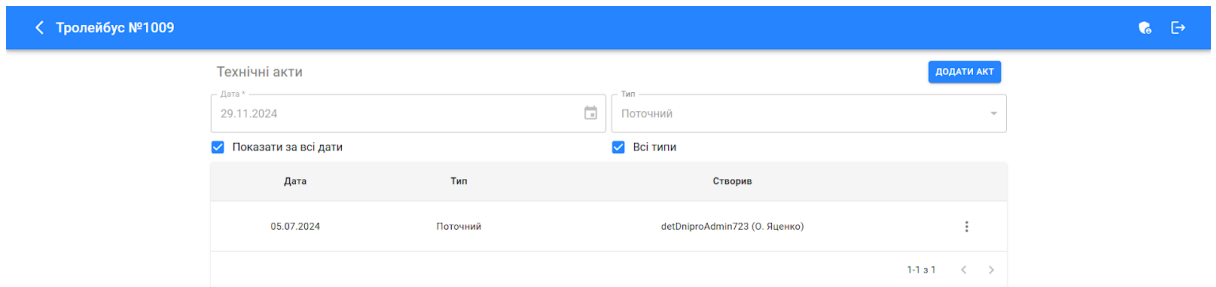 Тролейбус №1009
Технічні акти
ДОДАТИ АКТ
Дата *
Тип
29.11.2024
Поточний
Показати за всі дати
Всі типи
Дата Тип Створив
05.07.2024 Поточний detDniproAdmin723 (О. Яценко)
1-1 з 1